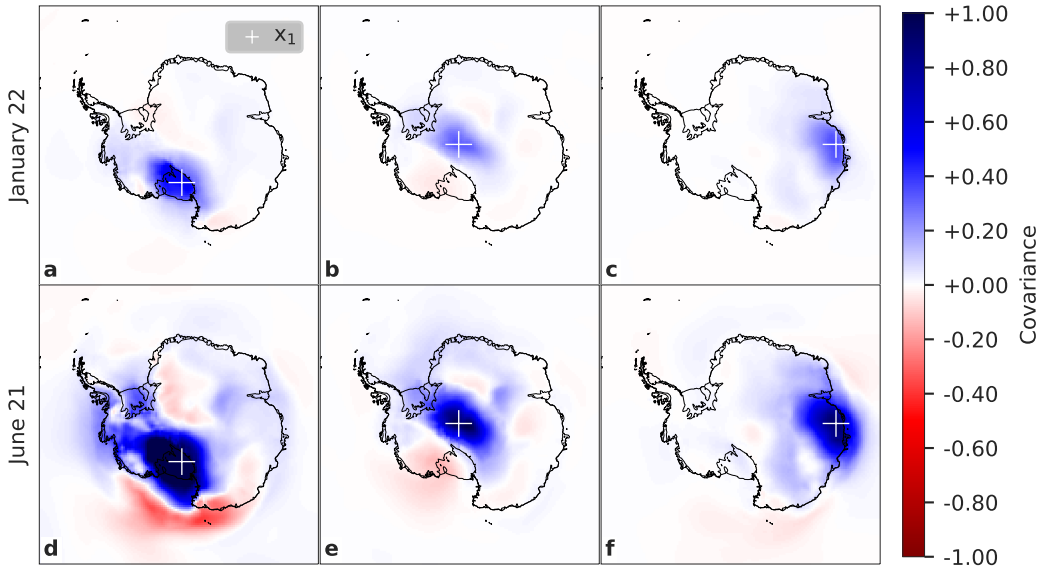 January 22
x₁
a
b
c
June 21
d
e
f
+1.00
+0.80
+0.60
+0.40
+0.20
+0.00
-0.20
-0.40
-0.60
-0.80
-1.00
Covariance